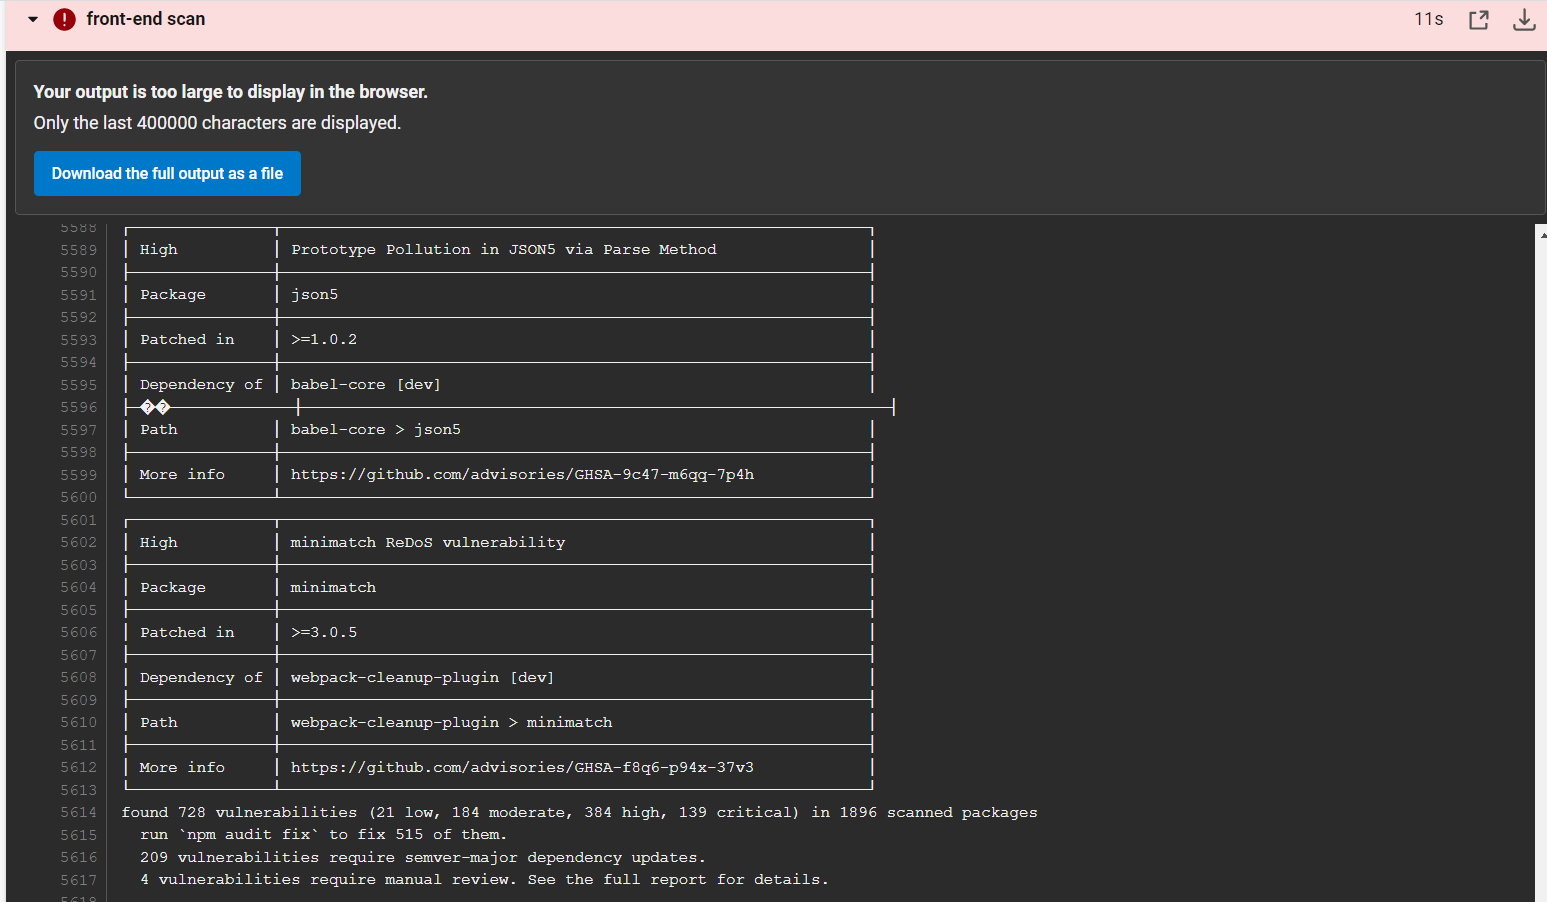 front-end scan 11s
Your output is too large to display in the browser.
Only the last 400000 characters are displayed.
Download the full output as a file
5588
5589 │ High │ Prototype Pollution in JSON5 via Parse Method │
5590
5591 │ Package │ json5 │
5592
5593 │ Patched in │ >=1.0.2 │
5594
5595 │ Dependency of │ babel-core [dev] │
5596 ├─��──────────┼──────────┤
5597 │ Path │ babel-core > json5 │
5598
5599 │ More info │ https://github.com/advisories/GHSA-9c47-m6qq-7p4h │
5600
5601
5602 │ High │ minimatch ReDoS vulnerability │
5603
5604 │ Package │ minimatch │
5605
5606 │ Patched in │ >=3.0.5 │
5607
5608 │ Dependency of │ webpack-cleanup-plugin [dev] │
5609
5610 │ Path │ webpack-cleanup-plugin > minimatch │
5611
5612 │ More info │ https://github.com/advisories/GHSA-f8q6-p94x-37v3 │
5613
5614 found 728 vulnerabilities (21 low, 184 moderate, 384 high, 139 critical) in 1896 scanned packages
5615 run `npm audit fix` to fix 515 of them.
5616 209 vulnerabilities require semver-major dependency updates.
5617 4 vulnerabilities require manual review. See the full report for details.
5618